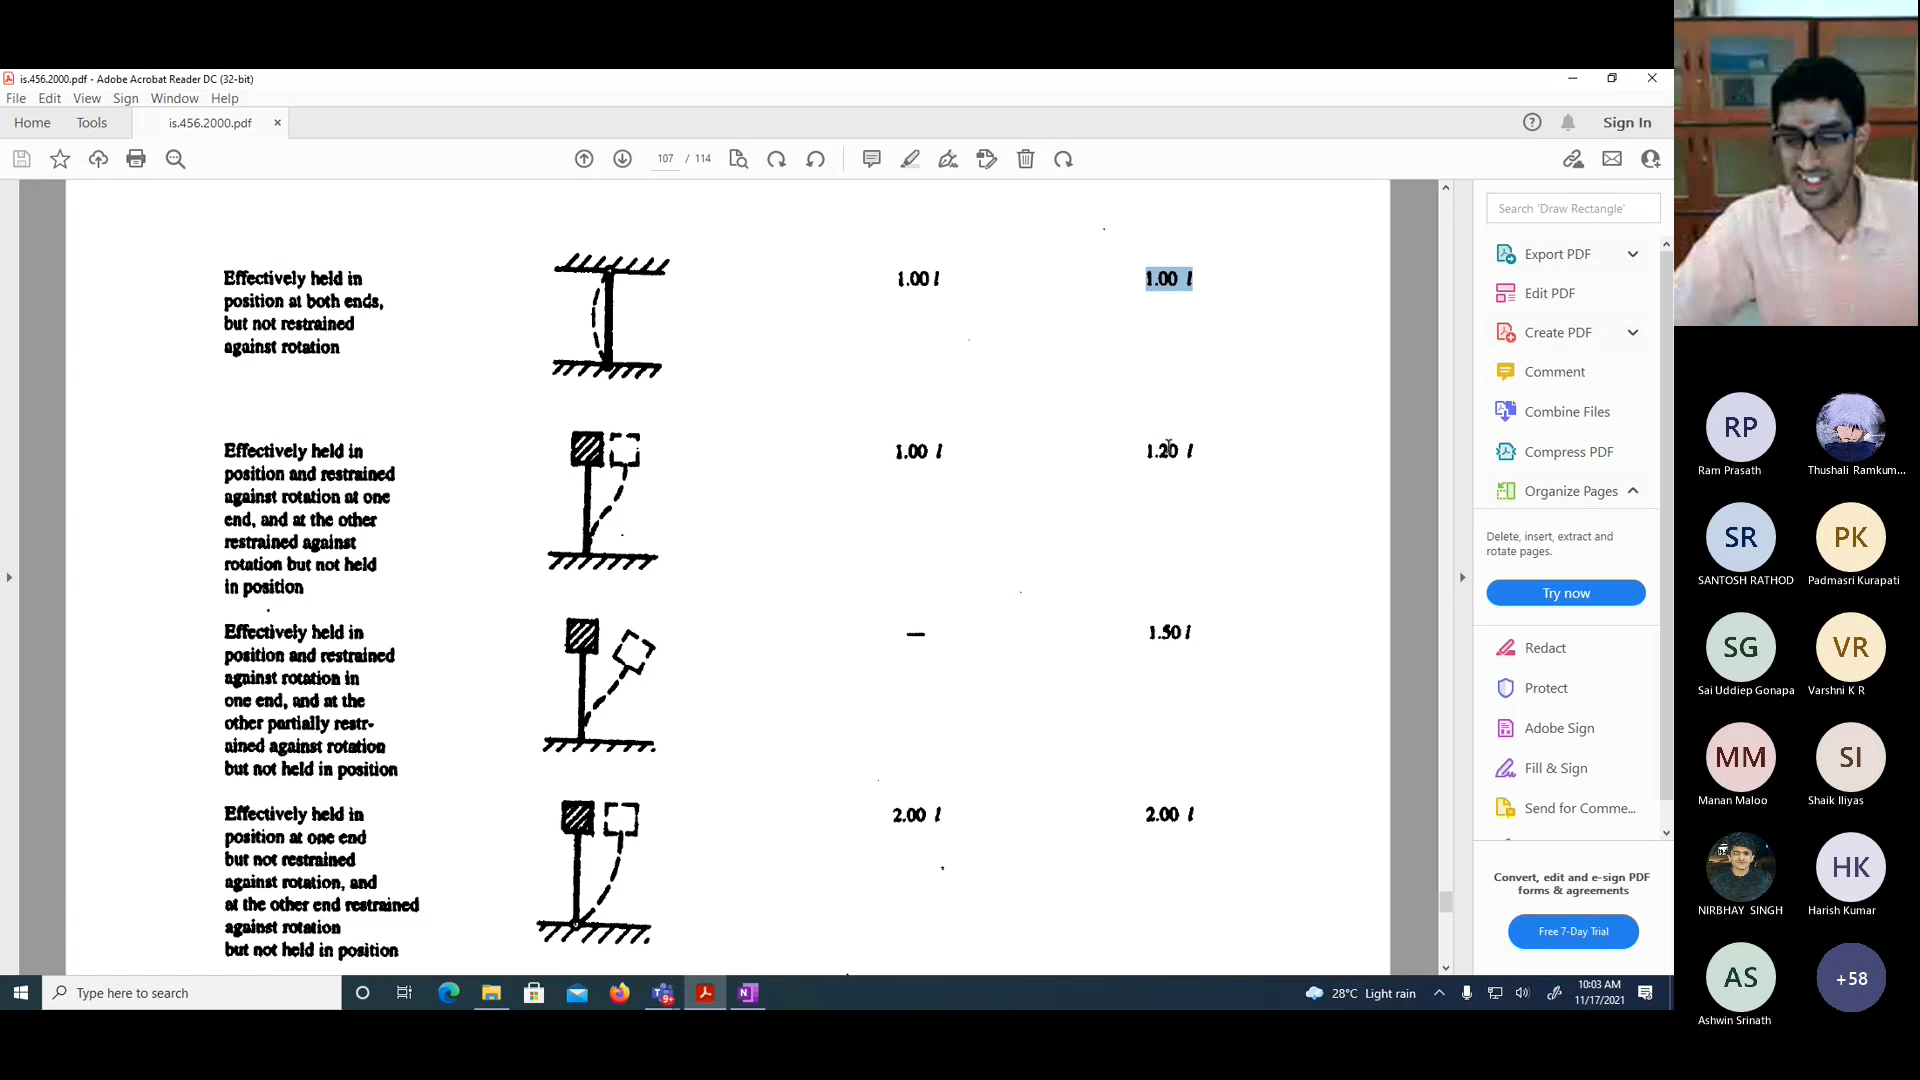 is.456.2000.pdf - Adobe Acrobat Reader DC (32-bit)
File Edit View Sign Window Help
Home Tools is.456.2000.pdf × Sign In
107 / 114
Search 'Draw Rectangle'
Export PDF
Edit PDF
Create PDF
Comment
Combine Files
Compress PDF
Organize Pages
Delete, insert, extract and
rotate pages.
Try now
Redact
Protect
Adobe Sign
Fill & Sign
Send for Comme...
Convert, edit and e-sign PDF
forms & agreements
Free 7-Day Trial
Effectively held in
position at both ends,
but not restrained
against rotation
1.00 l
1.00 l
Effectively held in
position and restrained
against rotation at one
end, and at the other
restrained against
rotation but not held
in position
1.00 l
1.20 l
Effectively held in
position and restrained
against rotation in
one end, and at the
other partially restr-
ained against rotation
but not held in position
—
1.50 l
Effectively held in
position at one end
but not restrained
against rotation, and
at the other end restrained
against rotation
but not held in position
2.00 l
2.00 l
RP
Ram Prasath
Thushali Ramkum...
SR
SANTOSH RATHOD
PK
Padmasri Kurapati
SG
Sai Uddiep Gonapa
VR
Varshni K R
MM
Manan Maloo
SI
Shaik Iliyas
NIRBHAY SINGH
HK
Harish Kumar
AS
Ashwin Srinath
+58
Type here to search
9+
28°C Light rain
10:03 AM
11/17/2021